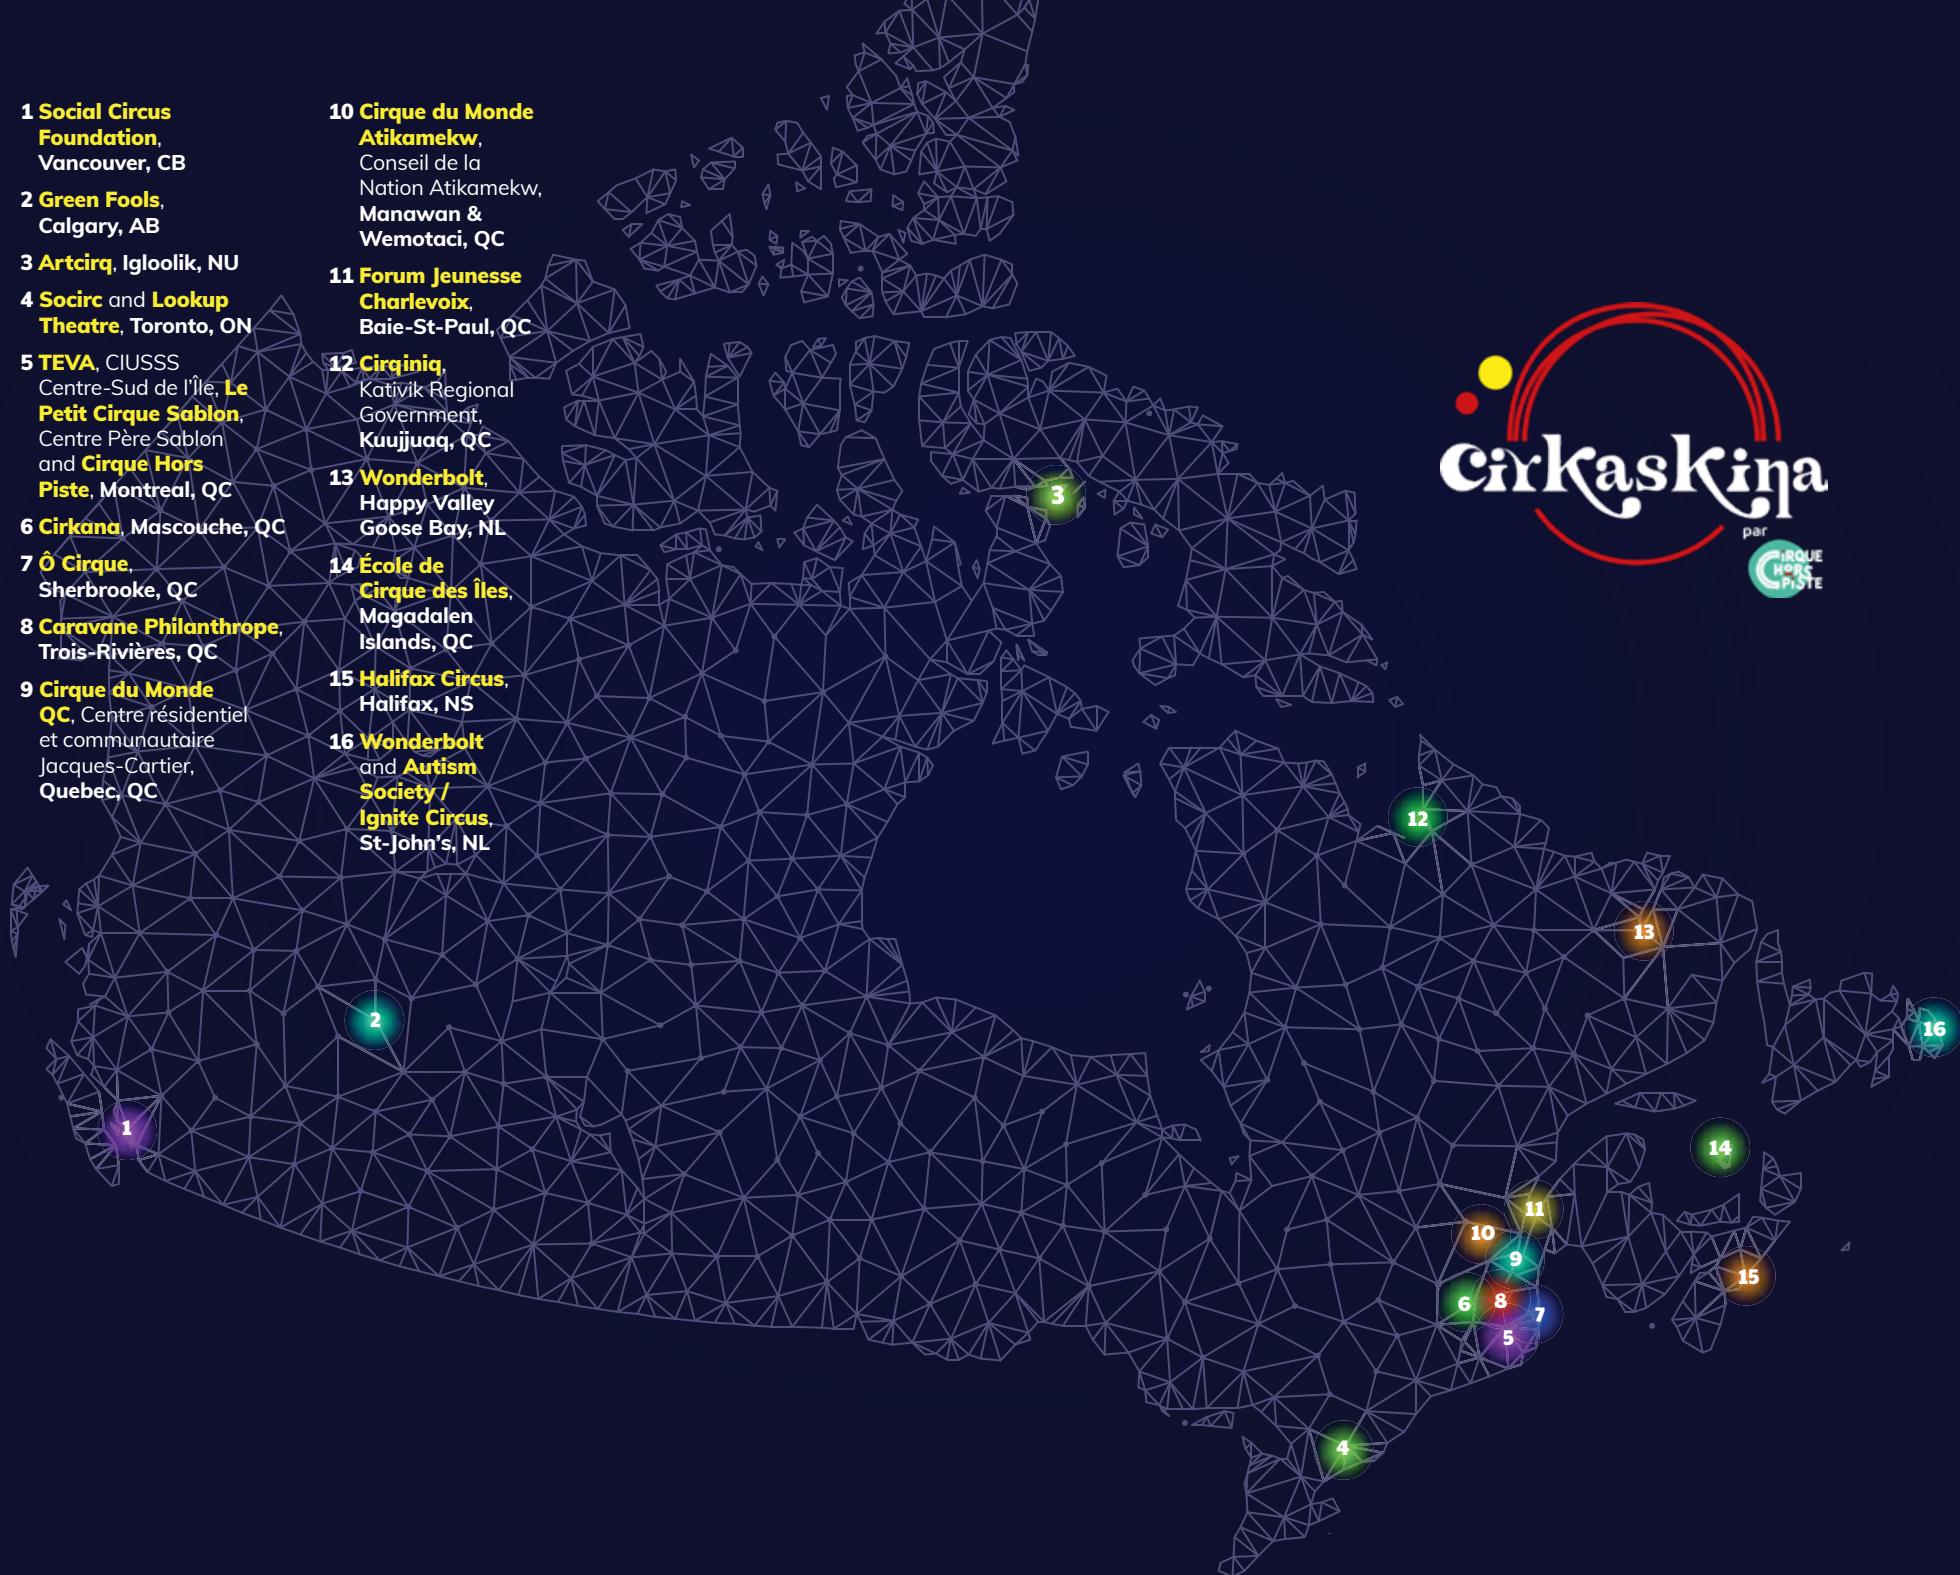 1 Social Circus
Foundation,
Vancouver, CB
2 Green Fools,
Calgary, AB
3 Artcirq, Igloolik, NU
4 Socirc and Lookup
Theatre, Toronto, ON
5 TEVA, CIUSSS
Centre-Sud de l'Île, Le
Petit Cirque Sablon,
Centre Père Sablon
and Cirque Hors
Piste, Montreal, QC
6 Cirkana, Mascouche, QC
7 Ô Cirque,
Sherbrooke, QC
8 Caravane Philanthrope,
Trois-Rivières, QC
9 Cirque du Monde
QC, Centre résidentiel
et communautaire
Jacques-Cartier,
Quebec, QC
10 Cirque du Monde
Atikamekw,
Conseil de la
Nation Atikamekw,
Manawan &
Wemotaci, QC
11 Forum Jeunesse
Charlevoix,
Baie-St-Paul, QC
12 Cirqiniq,
Kativik Regional
Government,
Kuujjuaq, QC
13 Wonderbolt,
Happy Valley
Goose Bay, NL
14 École de
Cirque des Îles,
Magadalen
Islands, QC
15 Halifax Circus,
Halifax, NS
16 Wonderbolt
and Autism
Society /
Ignite Circus,
St-John's, NL
cirkaskina
par
CIRQUE
HORS
PISTE
3
12
13
2
16
1
14
11
10
9
15
6
8
7
5
4